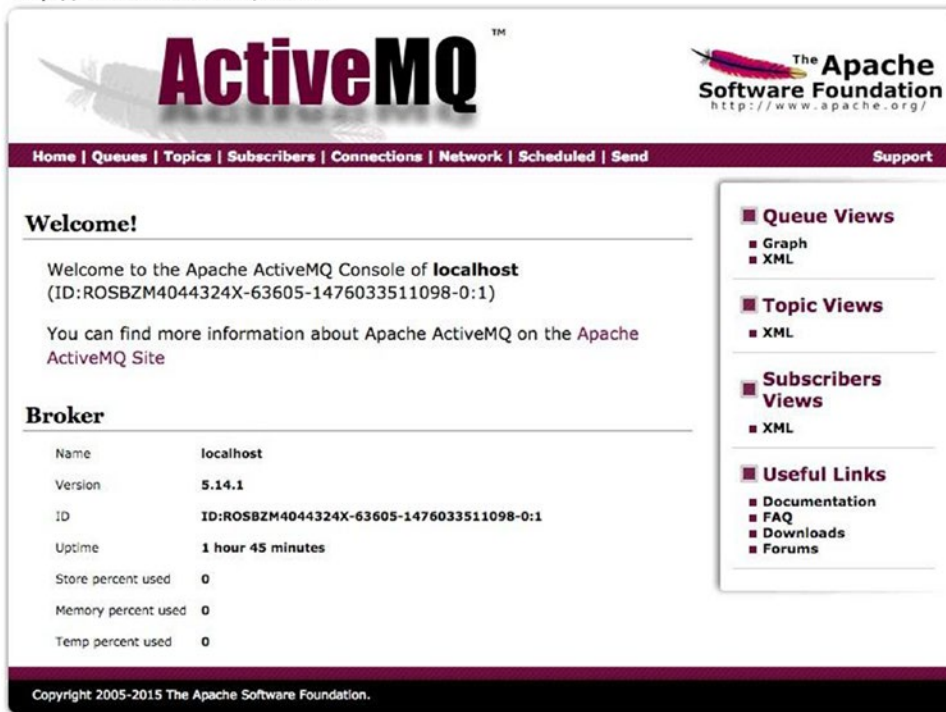 ActiveMQ ™
The Apache
Software Foundation
http://www.apache.org/
Home | Queues | Topics | Subscribers | Connections | Network | Scheduled | Send
Support
Welcome!
Welcome to the Apache ActiveMQ Console of localhost
(ID:ROSBZM4044324X-63605-1476033511098-0:1)
You can find more information about Apache ActiveMQ on the Apache
ActiveMQ Site
Broker
Name localhost
Version 5.14.1
ID ID:ROSBZM4044324X-63605-1476033511098-0:1
Uptime 1 hour 45 minutes
Store percent used 0
Memory percent used 0
Temp percent used 0
Queue Views
Graph
XML
Topic Views
XML
Subscribers
Views
XML
Useful Links
Documentation
FAQ
Downloads
Forums
Copyright 2005-2015 The Apache Software Foundation.